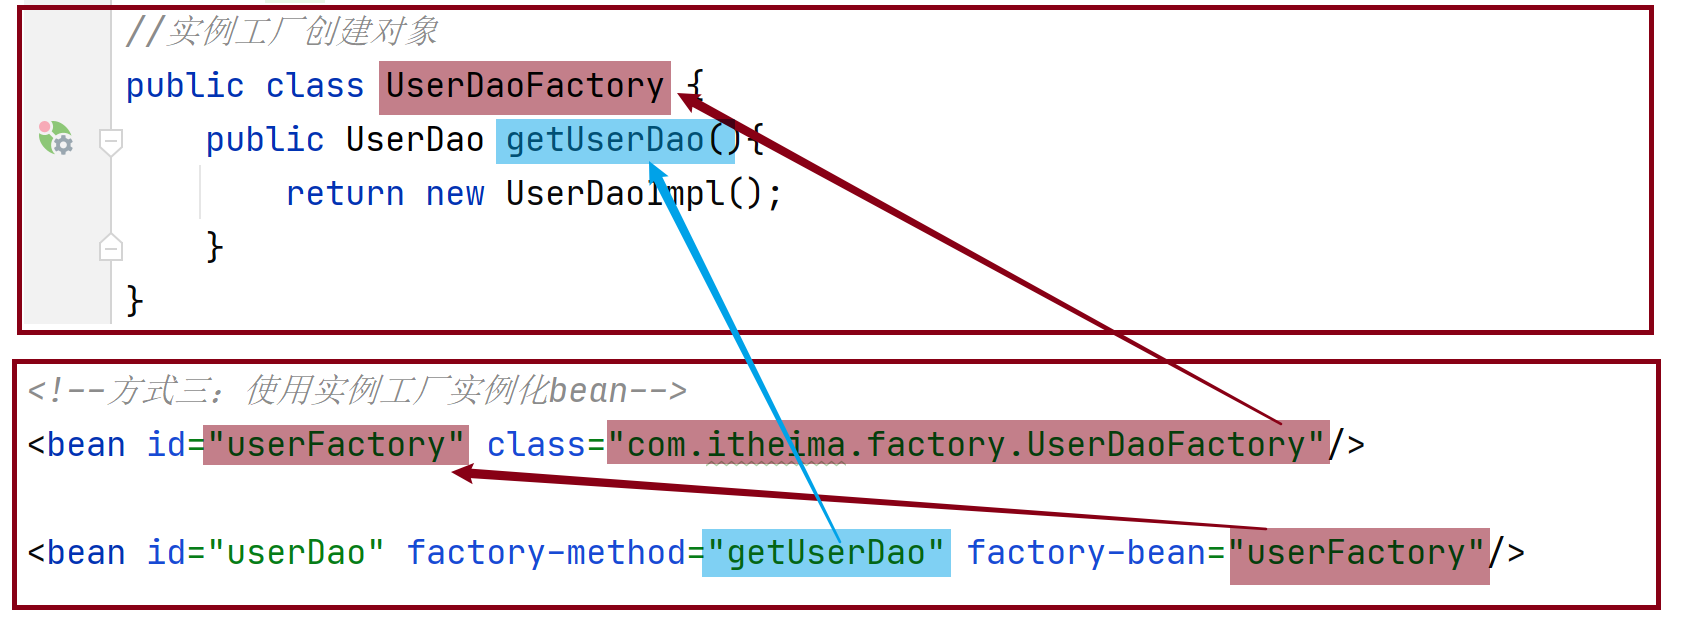 //实例工厂创建对象
public class UserDaoFactory {
public UserDao getUserDao(){
return new UserDaoImpl();
}
}
<!--方式三：使用实例工厂实例化bean-->
<bean id="userFactory" class="com.itheima.factory.UserDaoFactory"/>
<bean id="userDao" factory-method="getUserDao" factory-bean="userFactory"/>